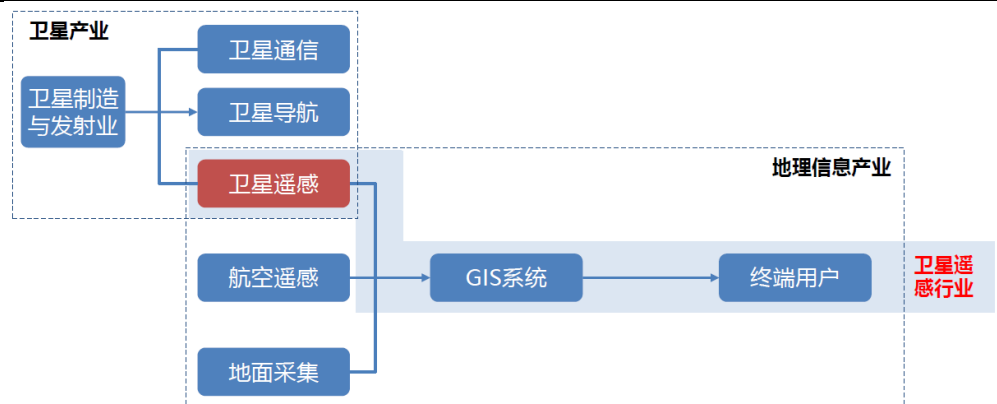 卫星产业
卫星通信
卫星制造
与发射业
卫星导航
卫星遥感
地理信息产业
航空遥感
GIS系统
终端用户
卫星遥
感行业
地面采集